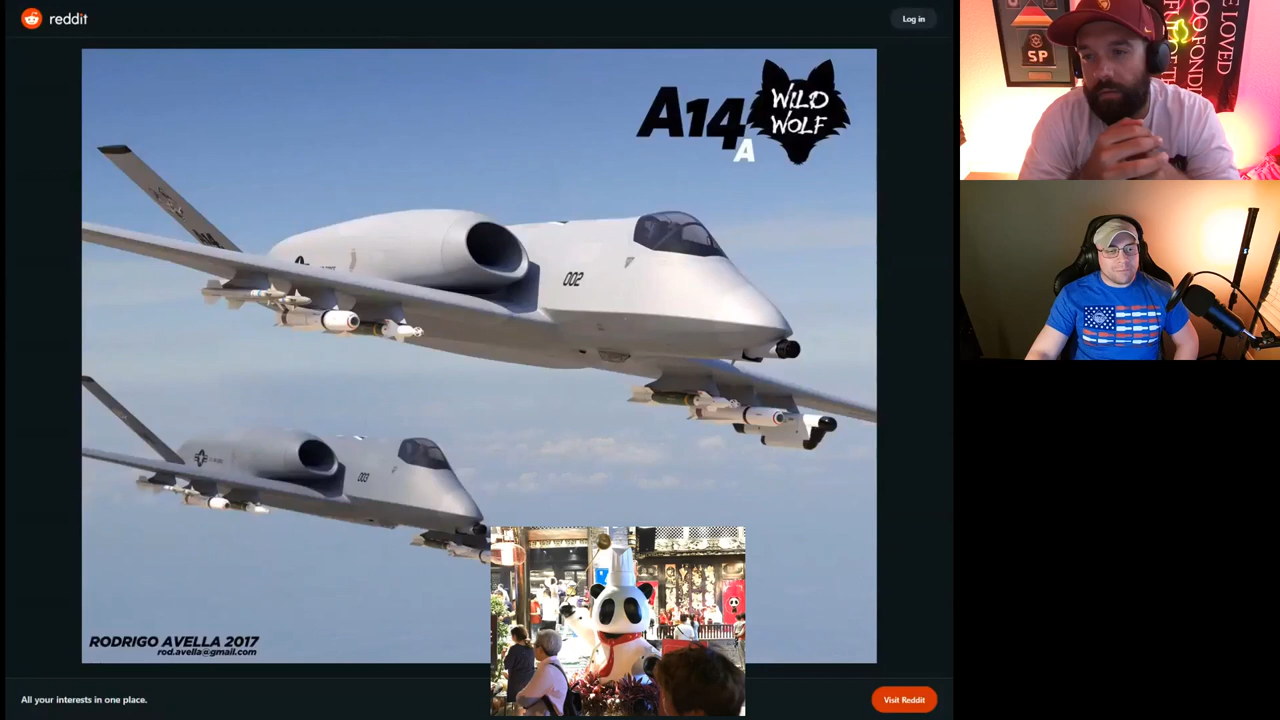 reddit
Log in
A14
A
WILD
WOLF
002
003
RODRIGO AVELLA 2017
rod.avella@gmail.com
All your interests in one place.
Visit Reddit
SP
LOVED